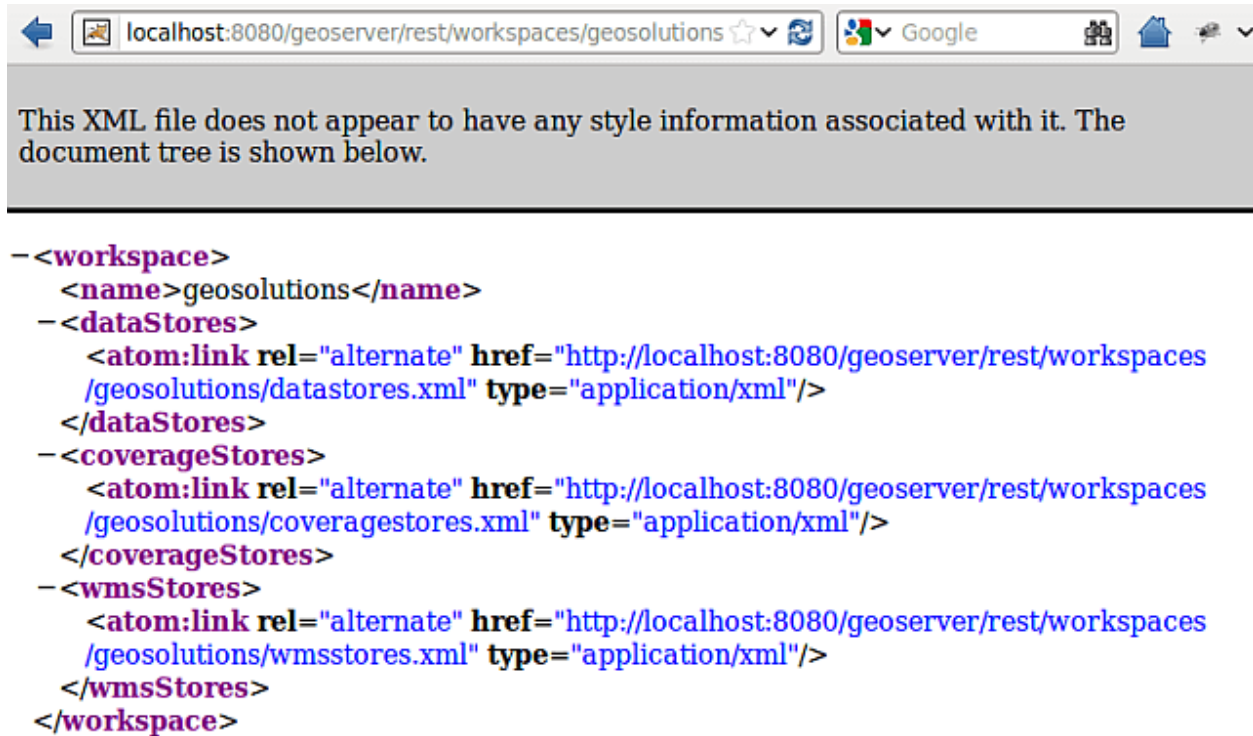 localhost:8080/geoserver/rest/workspaces/geosolutions Google
This XML file does not appear to have any style information associated with it. The
document tree is shown below.
−<workspace>
<name>geosolutions</name>
−<dataStores>
<atom:link rel="alternate" href="http://localhost:8080/geoserver/rest/workspaces
/geosolutions/datastores.xml" type="application/xml"/>
</dataStores>
−<coverageStores>
<atom:link rel="alternate" href="http://localhost:8080/geoserver/rest/workspaces
/geosolutions/coveragestores.xml" type="application/xml"/>
</coverageStores>
−<wmsStores>
<atom:link rel="alternate" href="http://localhost:8080/geoserver/rest/workspaces
/geosolutions/wmsstores.xml" type="application/xml"/>
</wmsStores>
</workspace>